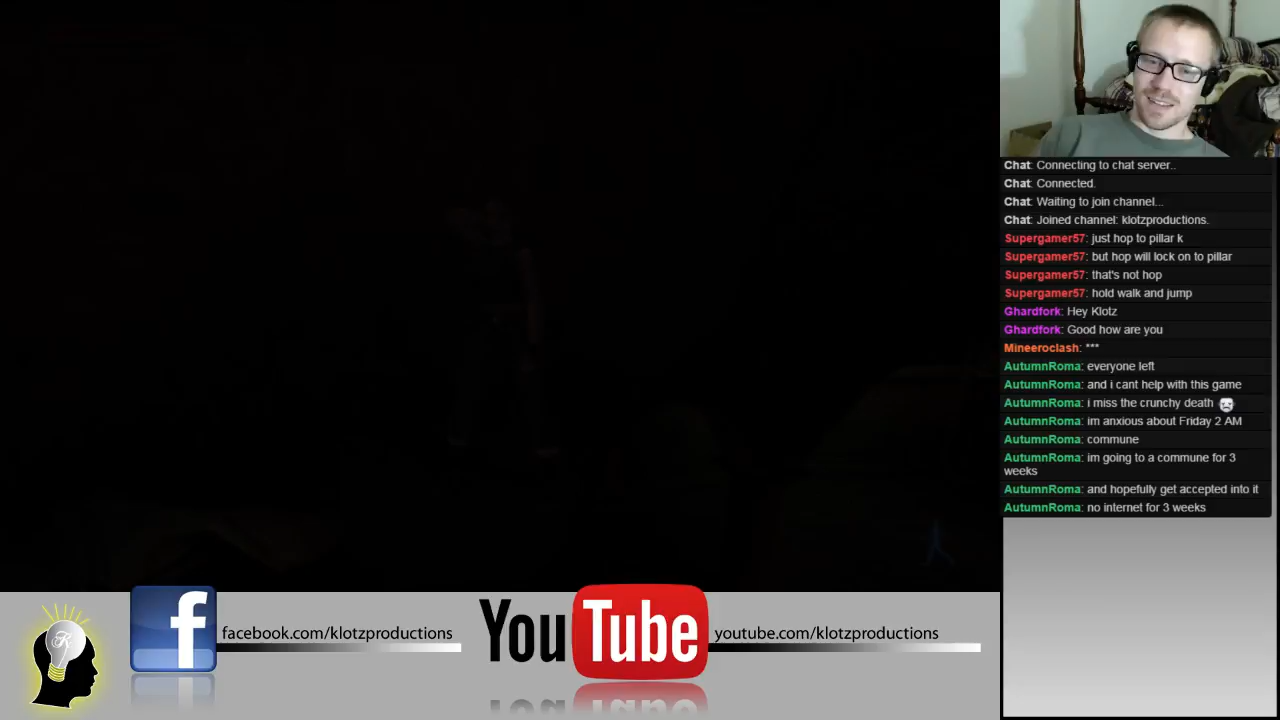 Chat: Connecting to chat server..
Chat: Connected.
Chat: Waiting to join channel...
Chat: Joined channel: klotzproductions.
Supergamer57: just hop to pillar k
Supergamer57: but hop will lock on to pillar
Supergamer57: that's not hop
Supergamer57: hold walk and jump
Ghardfork: Hey Klotz
Ghardfork: Good how are you
Mineeroclash: ***
AutumnRoma: everyone left
AutumnRoma: and i cant help with this game
AutumnRoma: i miss the crunchy death
AutumnRoma: im anxious about Friday 2 AM
AutumnRoma: commune
AutumnRoma: im going to a commune for 3
weeks
AutumnRoma: and hopefully get accepted into it
AutumnRoma: no internet for 3 weeks
K
f
facebook.com/klotzproductions
YouTube
youtube.com/klotzproductions